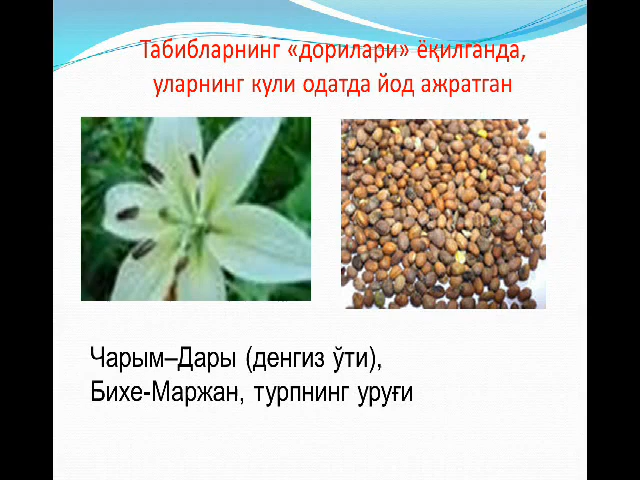 Табибларнинг «дорилари» ёқилганда,
уларнинг кули одатда йод ажратган
Чарым–Дары (денгиз ўти),
Бихе-Маржан, турпнинг уруғи